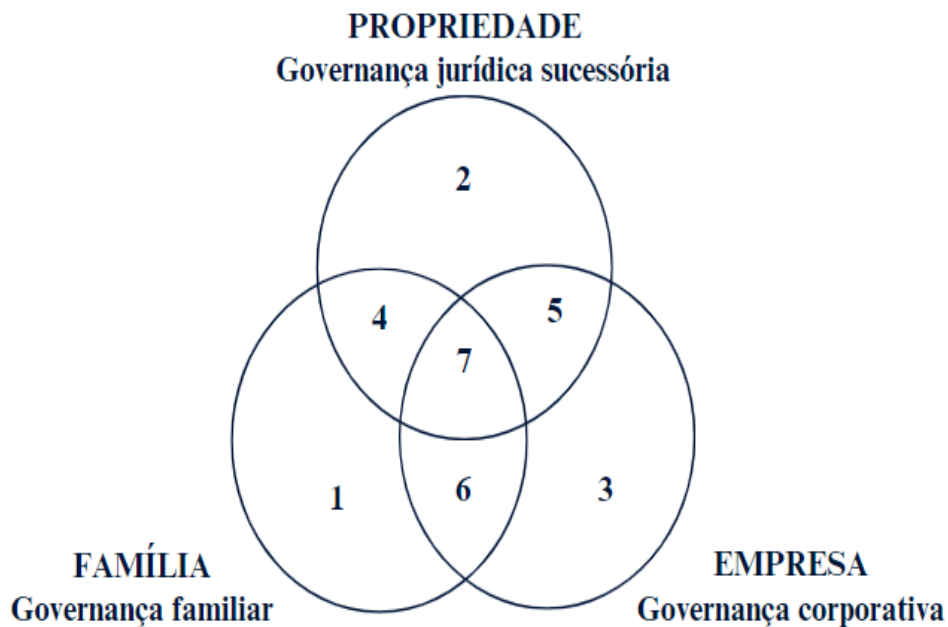 PROPRIEDADE
Governança jurídica sucessória
2
4
5
7
1
6
3
FAMÍLIA
Governança familiar
EMPRESA
Governança corporativa